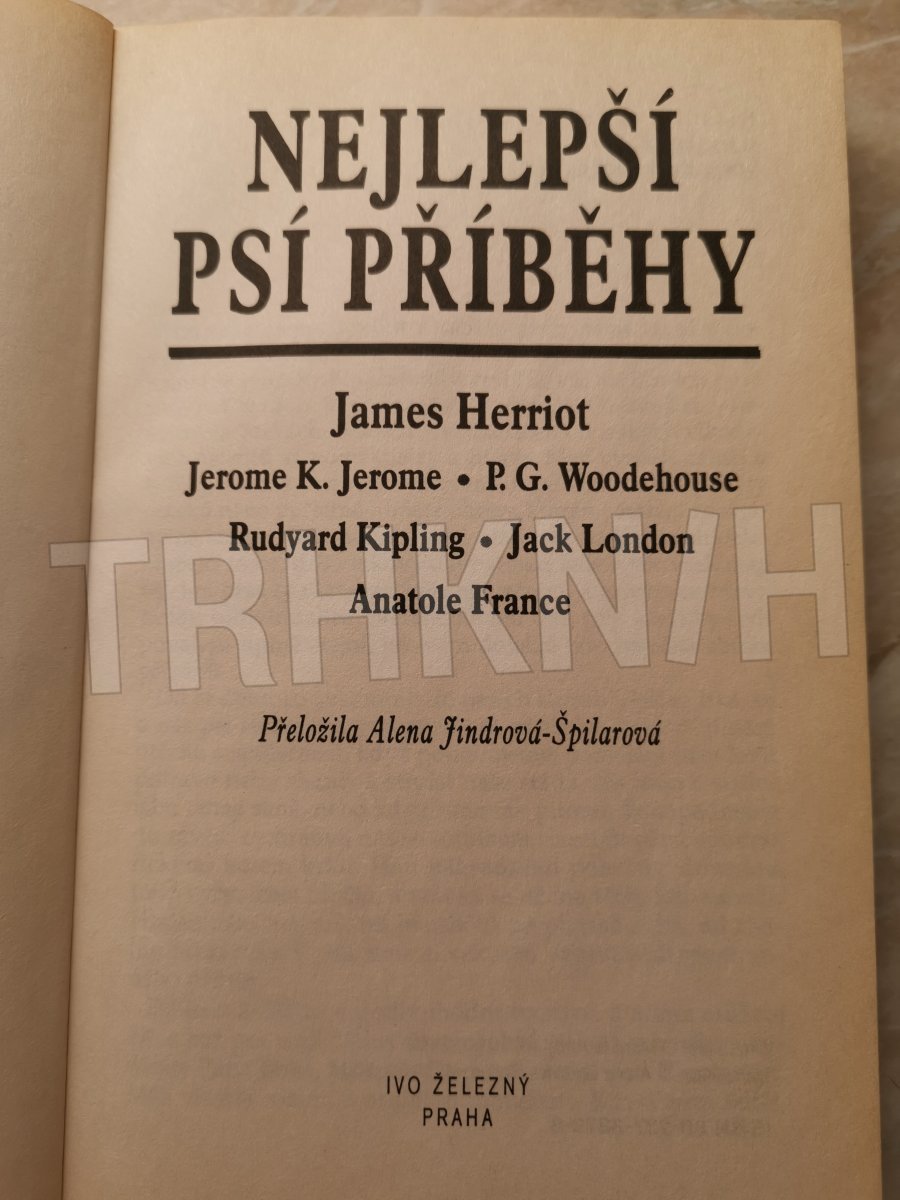 NEJLEPŠÍ
PSÍ PŘÍBĚHY
James Herriot
Jerome K. Jerome • P. G. Woodehouse
Rudyard Kipling • Jack London
Anatole France
TRHKNIH
Přeložila Alena Jindrová-Špilarová
IVO ŽELEZNÝ
PRAHA